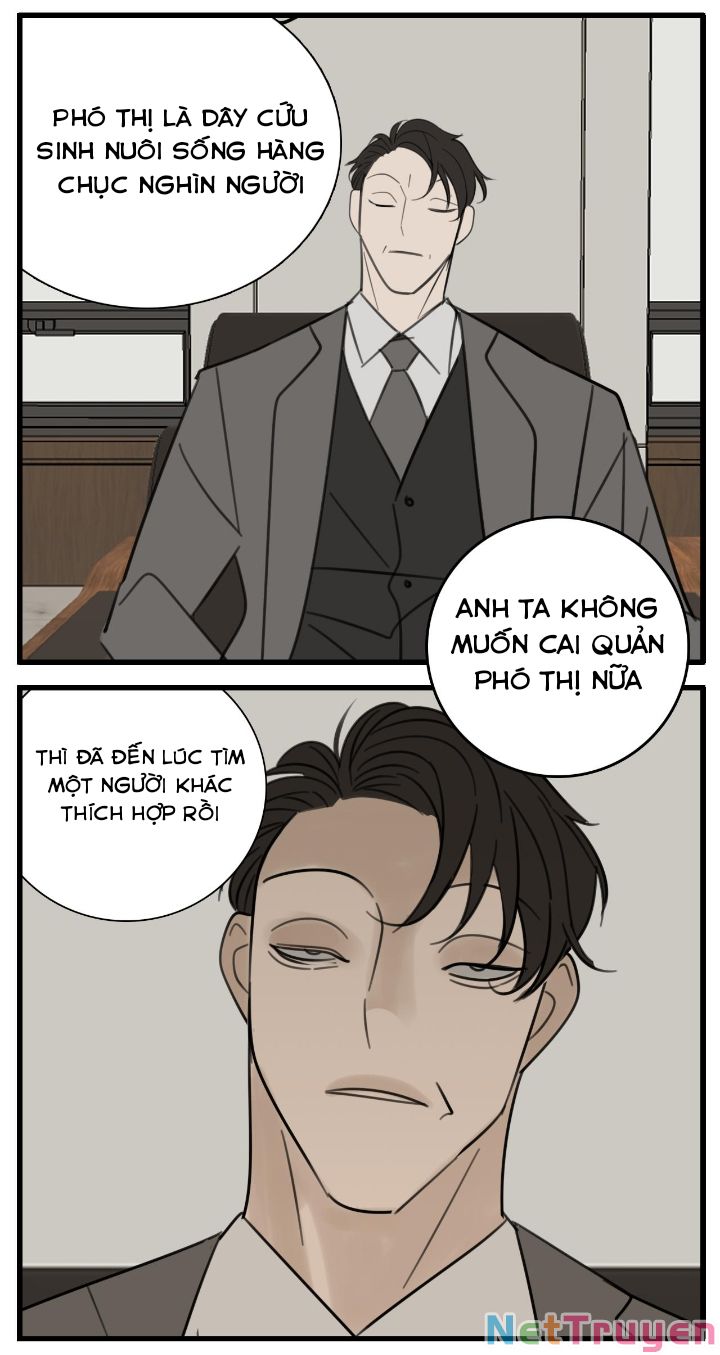 PHÓ THỊ LÀ DÂY CỨU
SINH NUÔI SỐNG HÀNG
CHỤC NGHÌN NGƯỜI
ANH TA KHÔNG
MUỐN CAI QUẢN
PHÓ THỊ NỮA
THÌ ĐÃ ĐẾN LÚC TÌM
MỘT NGƯỜI KHÁC
THÍCH HỢP RỒI
NetTruyen